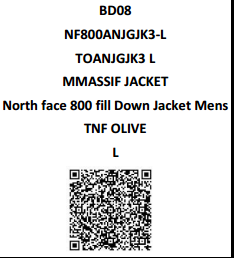 BD08
NF800ANJGJK3-L
TOANJGJK3 L
MMASSIF JACKET
North face 800 fill Down Jacket Mens
TNF OLIVE
L